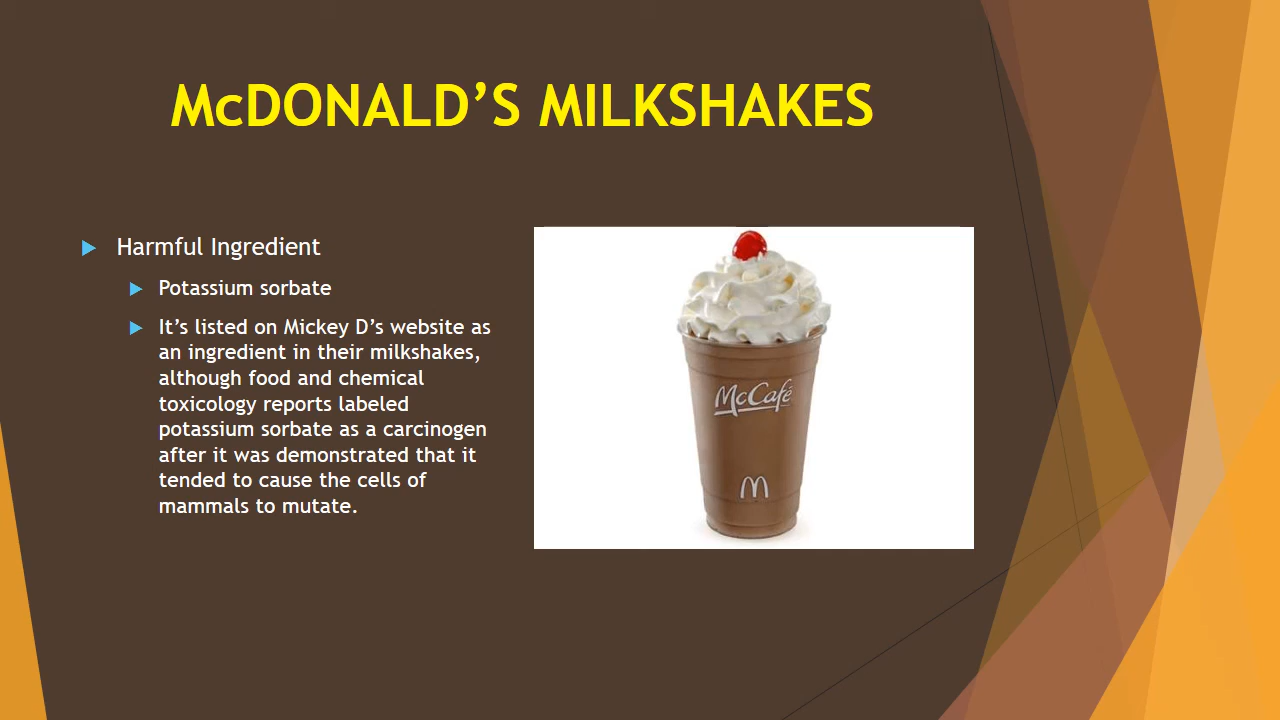 McDONALD’S MILKSHAKES
Harmful Ingredient
Potassium sorbate
It’s listed on Mickey D’s website as
an ingredient in their milkshakes,
although food and chemical
toxicology reports labeled
potassium sorbate as a carcinogen
after it was demonstrated that it
tended to cause the cells of
mammals to mutate.
McCafé
M